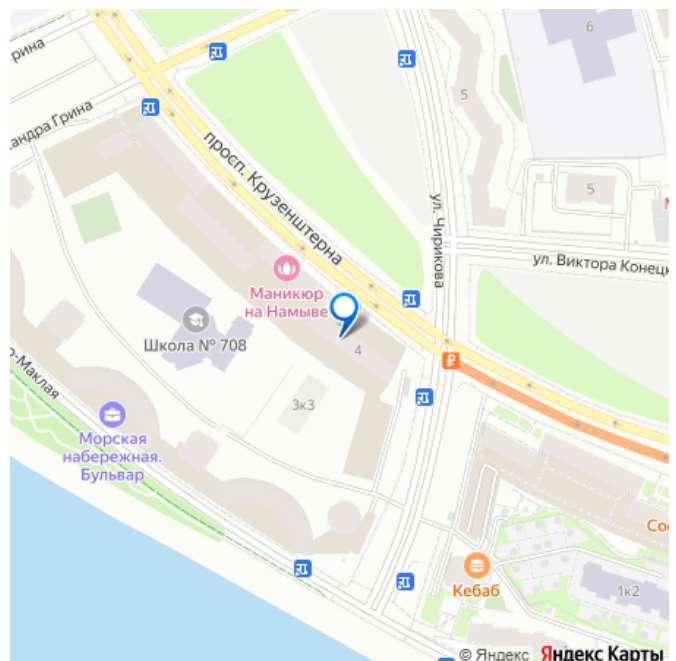 6
рина
андра Грина
5
просп. Крузенштерна
5
ул. Чирикова
ул. Виктора Конецк
Маникюр
на Намыве
Школа № 708
4
о-Маклая
3к3
Морская
набережная.
Бульвар
Со
Кебаб
1к2
© Яндекс Яндекс Карты